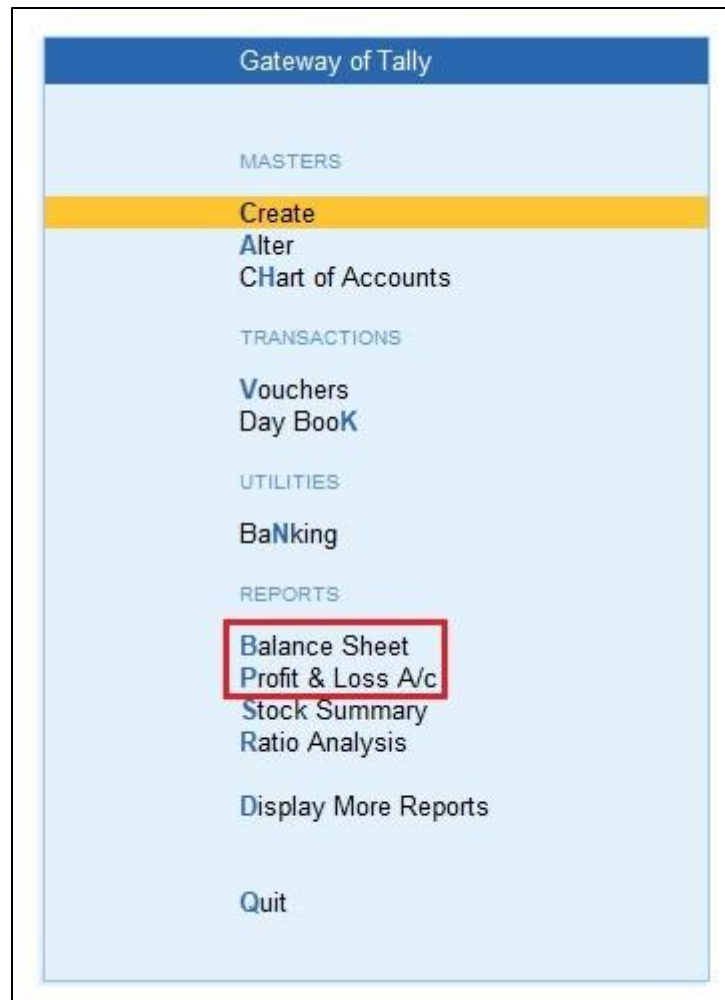 Gateway of Tally
MASTERS
Create
Alter
CHart of Accounts
TRANSACTIONS
Vouchers
Day BooK
UTILITIES
BaNking
REPORTS
Balance Sheet
Profit & Loss A/c
Stock Summary
Ratio Analysis
Display More Reports
Quit